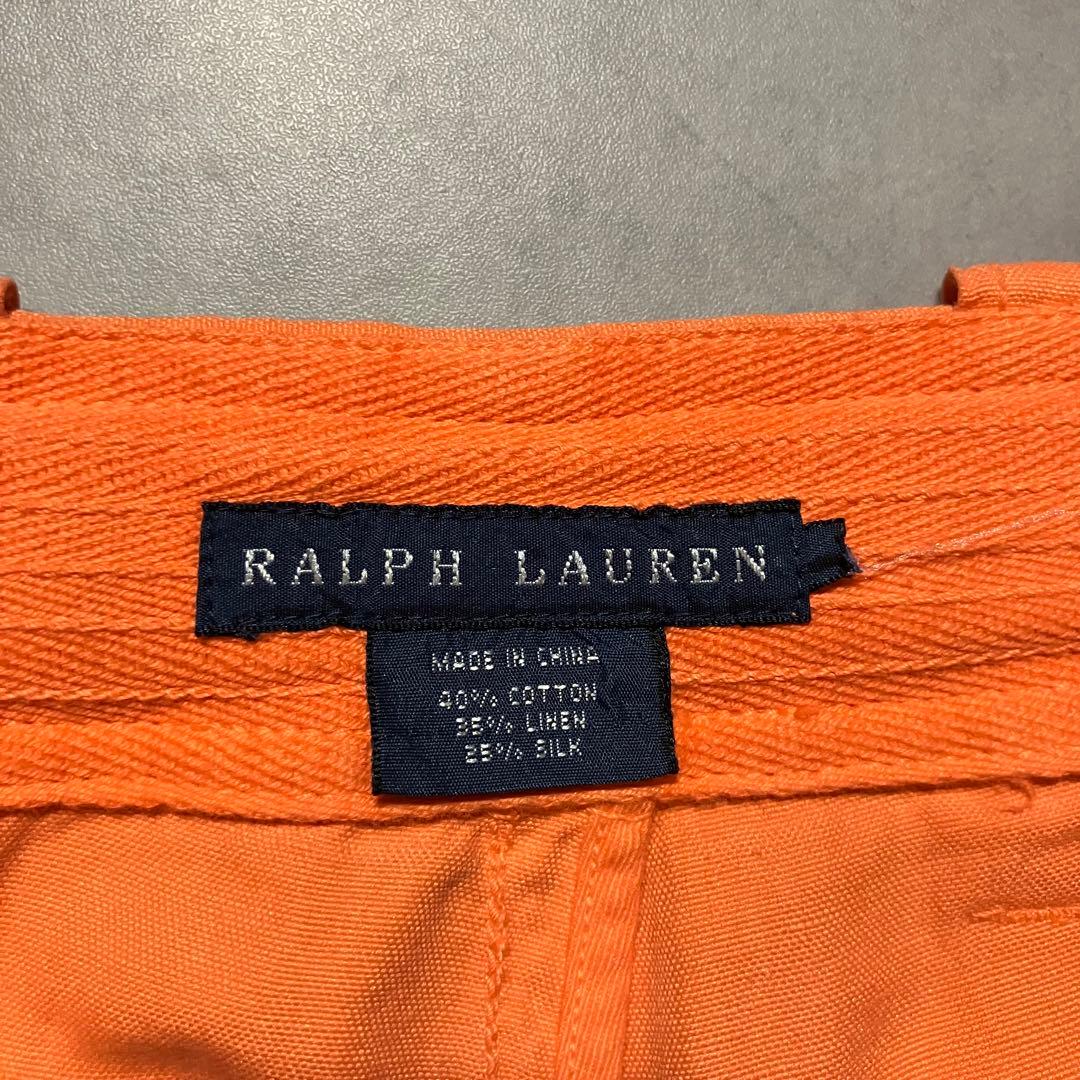 RALPH LAUREN
MADE IN CHINA
40% COTTON
35% LINEN
25% SILK